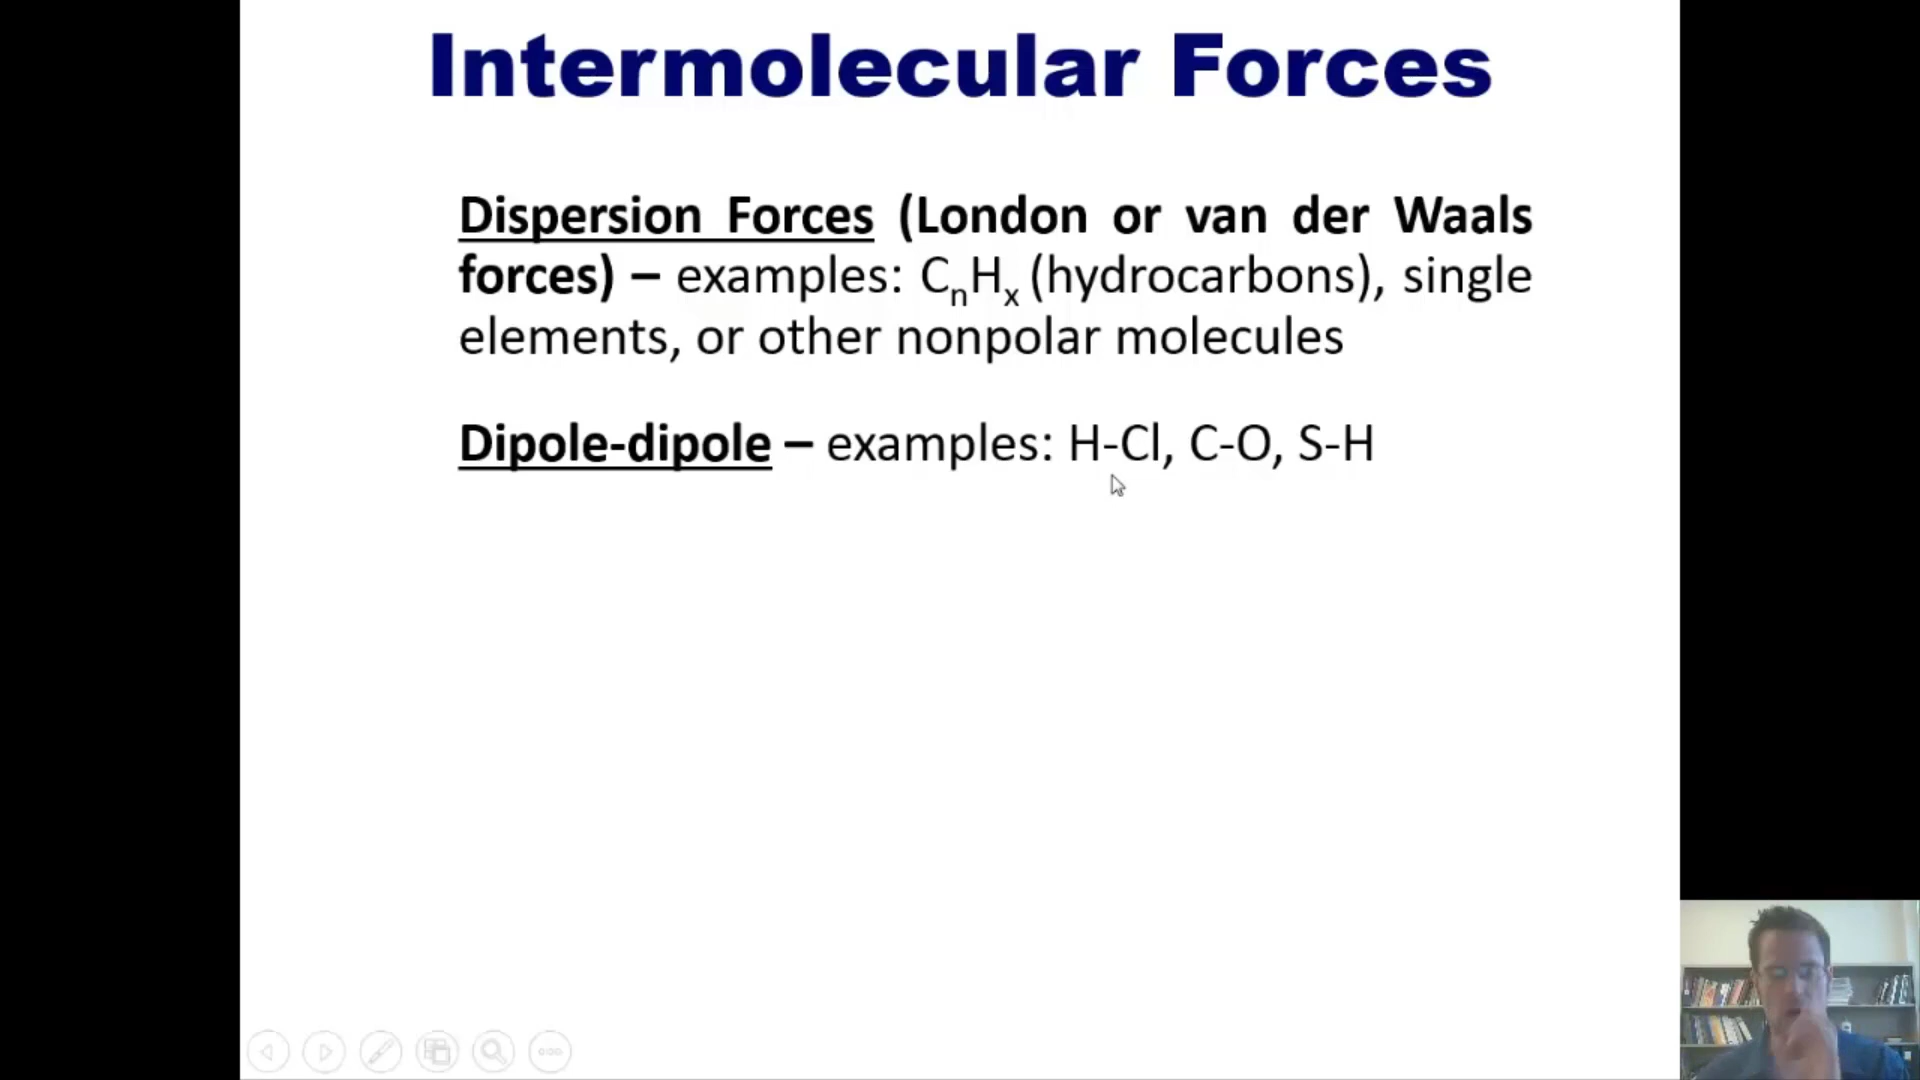 Intermolecular Forces
Dispersion Forces (London or van der Waals
forces) – examples: CₙHₓ (hydrocarbons), single
elements, or other nonpolar molecules
Dipole-dipole – examples: H-Cl, C-O, S-H